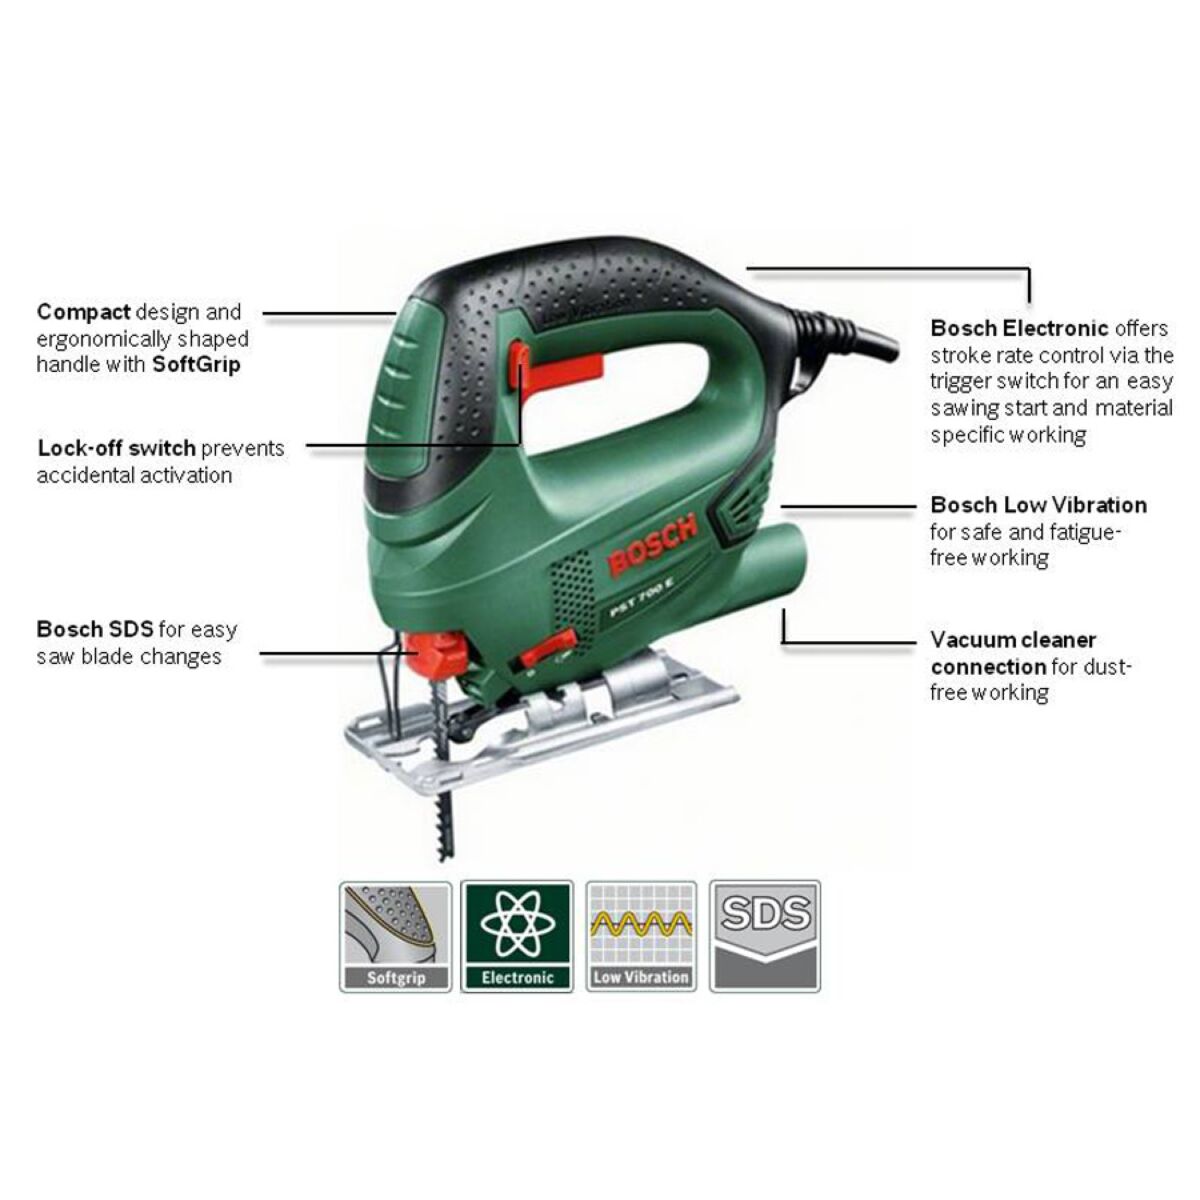 Compact design and
ergonomically shaped
handle with SoftGrip
Lock-off switch prevents
accidental activation
Bosch SDS for easy
saw blade changes
Bosch Electronic offers
stroke rate control via the
trigger switch for an easy
sawing start and material
specific working
Bosch Low Vibration
for safe and fatigue-
free working
Vacuum cleaner
connection for dust-
free working
BOSCH
PST 700 E
Softgrip
Electronic
Low Vibration
SDS